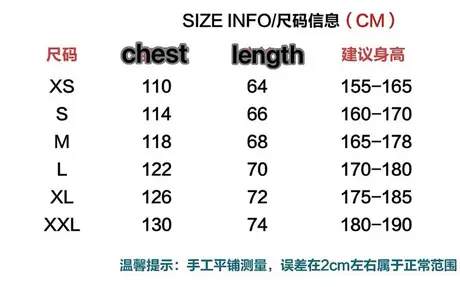 SIZE INFO/尺码信息（CM）
尺码 chest length 建议身高
XS 110 64 155-165
S 114 66 160-170
M 118 68 165-178
L 122 70 170-180
XL 126 72 175-185
XXL 130 74 180-190
温馨提示：手工平铺测量，误差在2cm左右属于正常范围